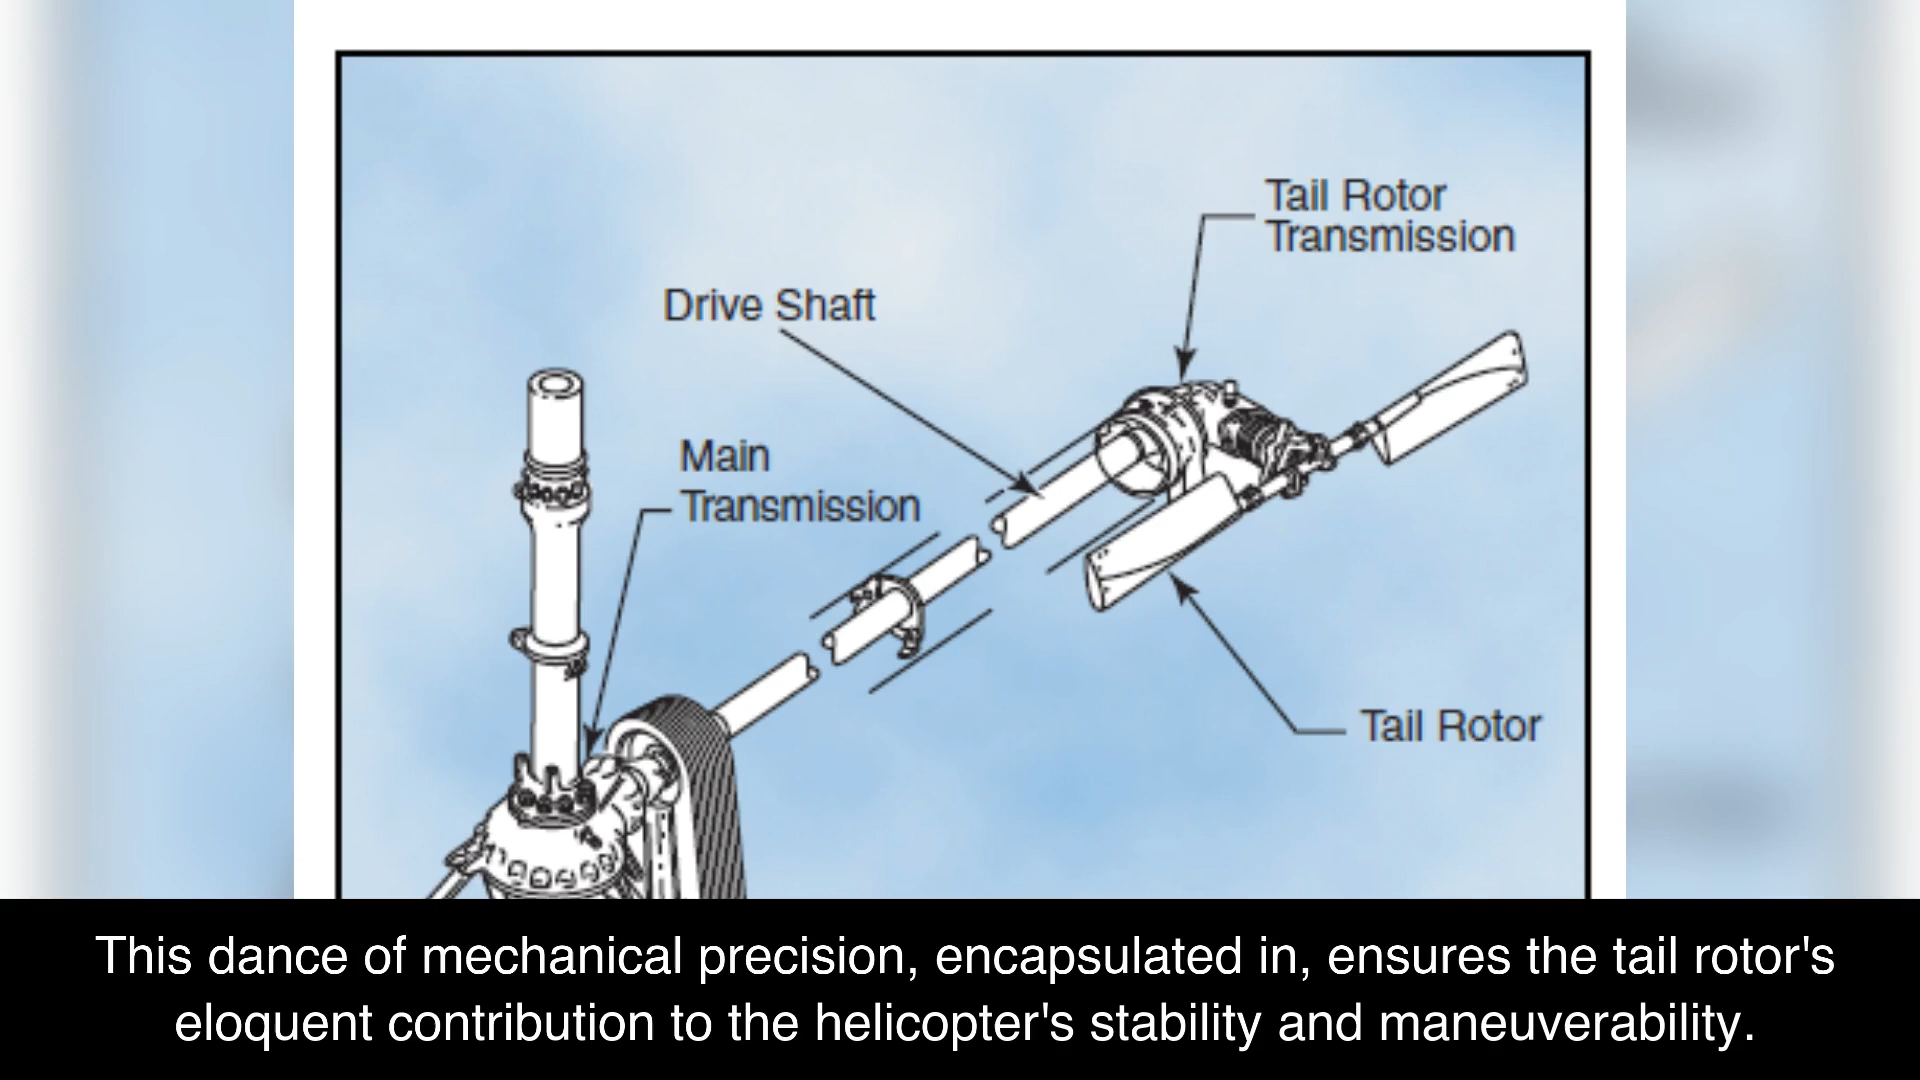 Tail Rotor
Transmission
Drive Shaft
Main
Transmission
Tail Rotor
This dance of mechanical precision, encapsulated in, ensures the tail rotor's
eloquent contribution to the helicopter's stability and maneuverability.